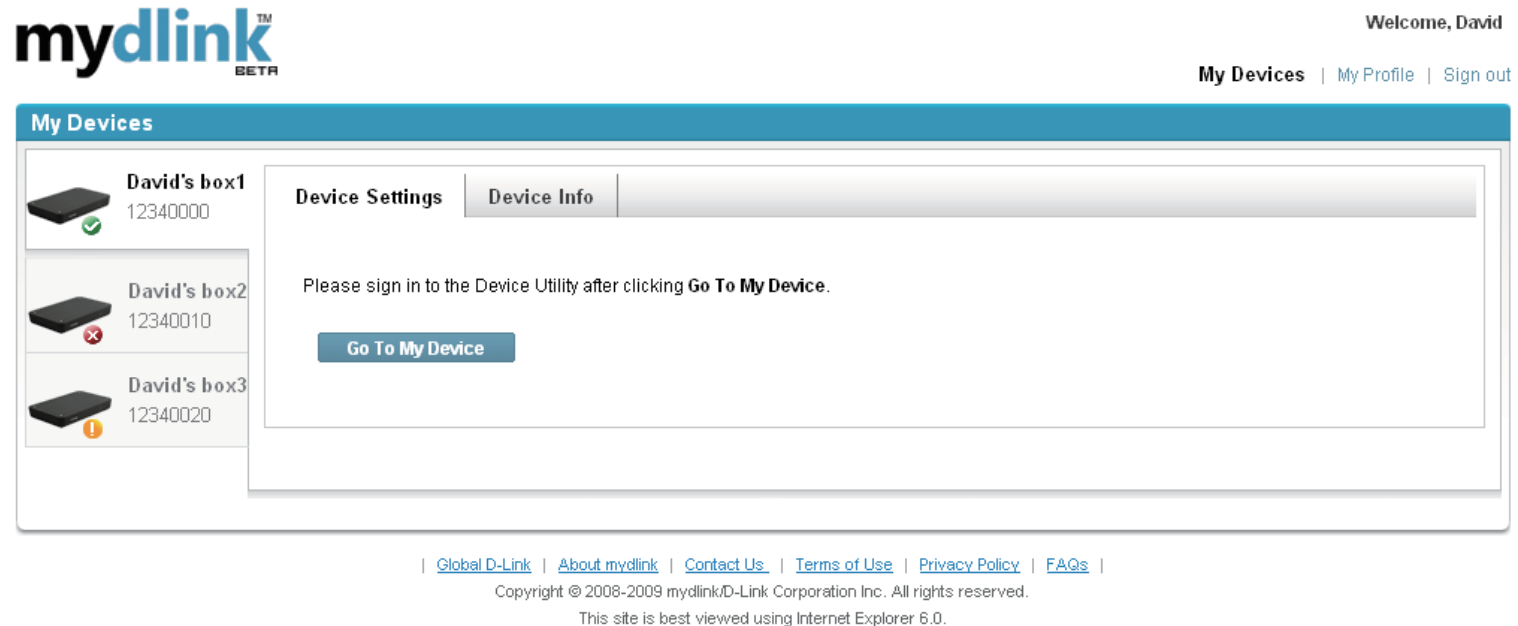 mydlink™
BETA
Welcome, David
My Devices | My Profile | Sign out
My Devices
David's box1
12340000
David's box2
12340010
David's box3
12340020
Device Settings
Device Info
Please sign in to the Device Utility after clicking Go To My Device.
Go To My Device
| Global D-Link | About mydlink | Contact Us | Terms of Use | Privacy Policy | FAQs |
Copyright © 2008-2009 mydlink/D-Link Corporation Inc. All rights reserved.
This site is best viewed using Internet Explorer 6.0.